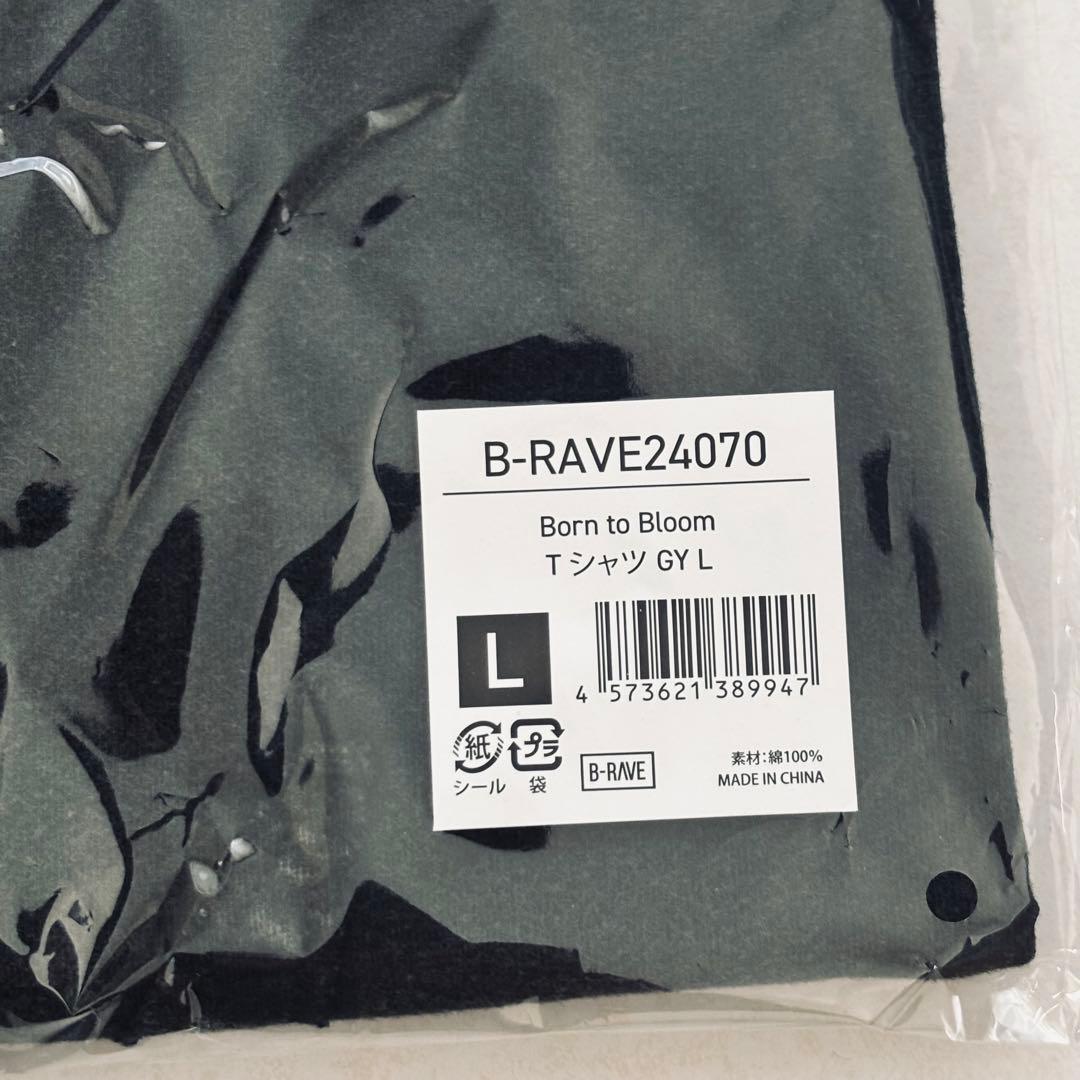 B-RAVE24070
Born to Bloom
Tシャツ GY L
L
4 573621 389947
紙 プラ
シール 袋
B-RAVE
素材：綿100%
MADE IN CHINA